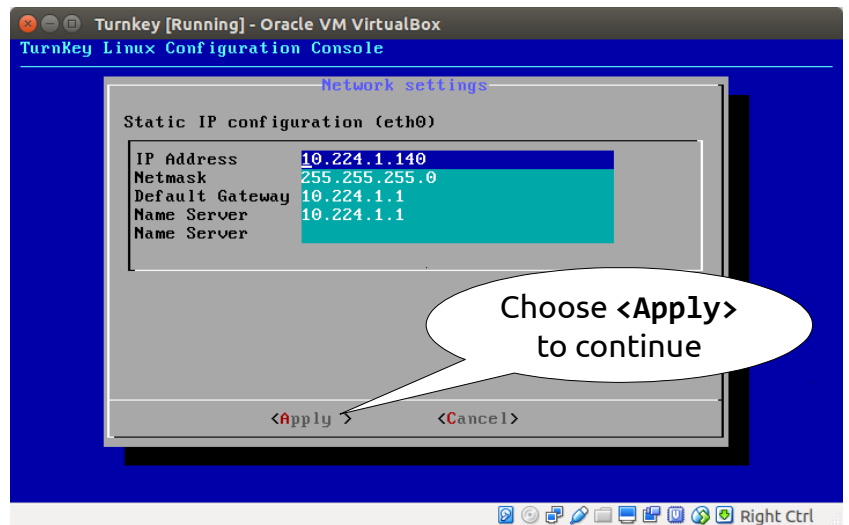 Turnkey [Running] - Oracle VM VirtualBox
TurnKey Linux Configuration Console
Network settings
Static IP configuration (eth0)
IP Address 10.224.1.140
Netmask 255.255.255.0
Default Gateway 10.224.1.1
Name Server 10.224.1.1
Name Server
Choose <Apply>
to continue
<Apply > <Cancel>
Right Ctrl